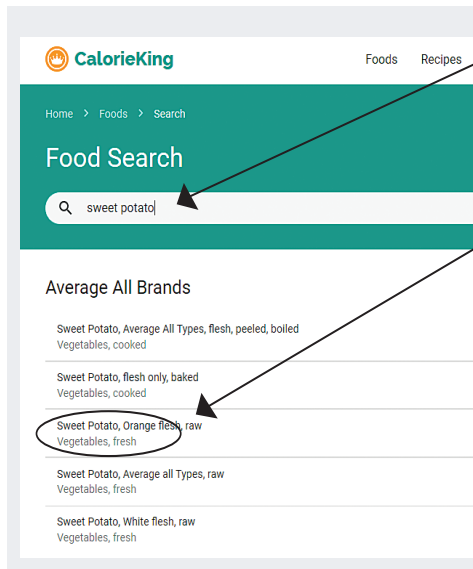 CalorieKing
Foods Recipes
Home > Foods > Search
Food Search
sweet potato
Average All Brands
Sweet Potato, Average All Types, flesh, peeled, boiled
Vegetables, cooked
Sweet Potato, flesh only, baked
Vegetables, cooked
Sweet Potato, Orange flesh, raw
Vegetables, fresh
Sweet Potato, Average all Types, raw
Vegetables, fresh
Sweet Potato, White flesh, raw
Vegetables, fresh